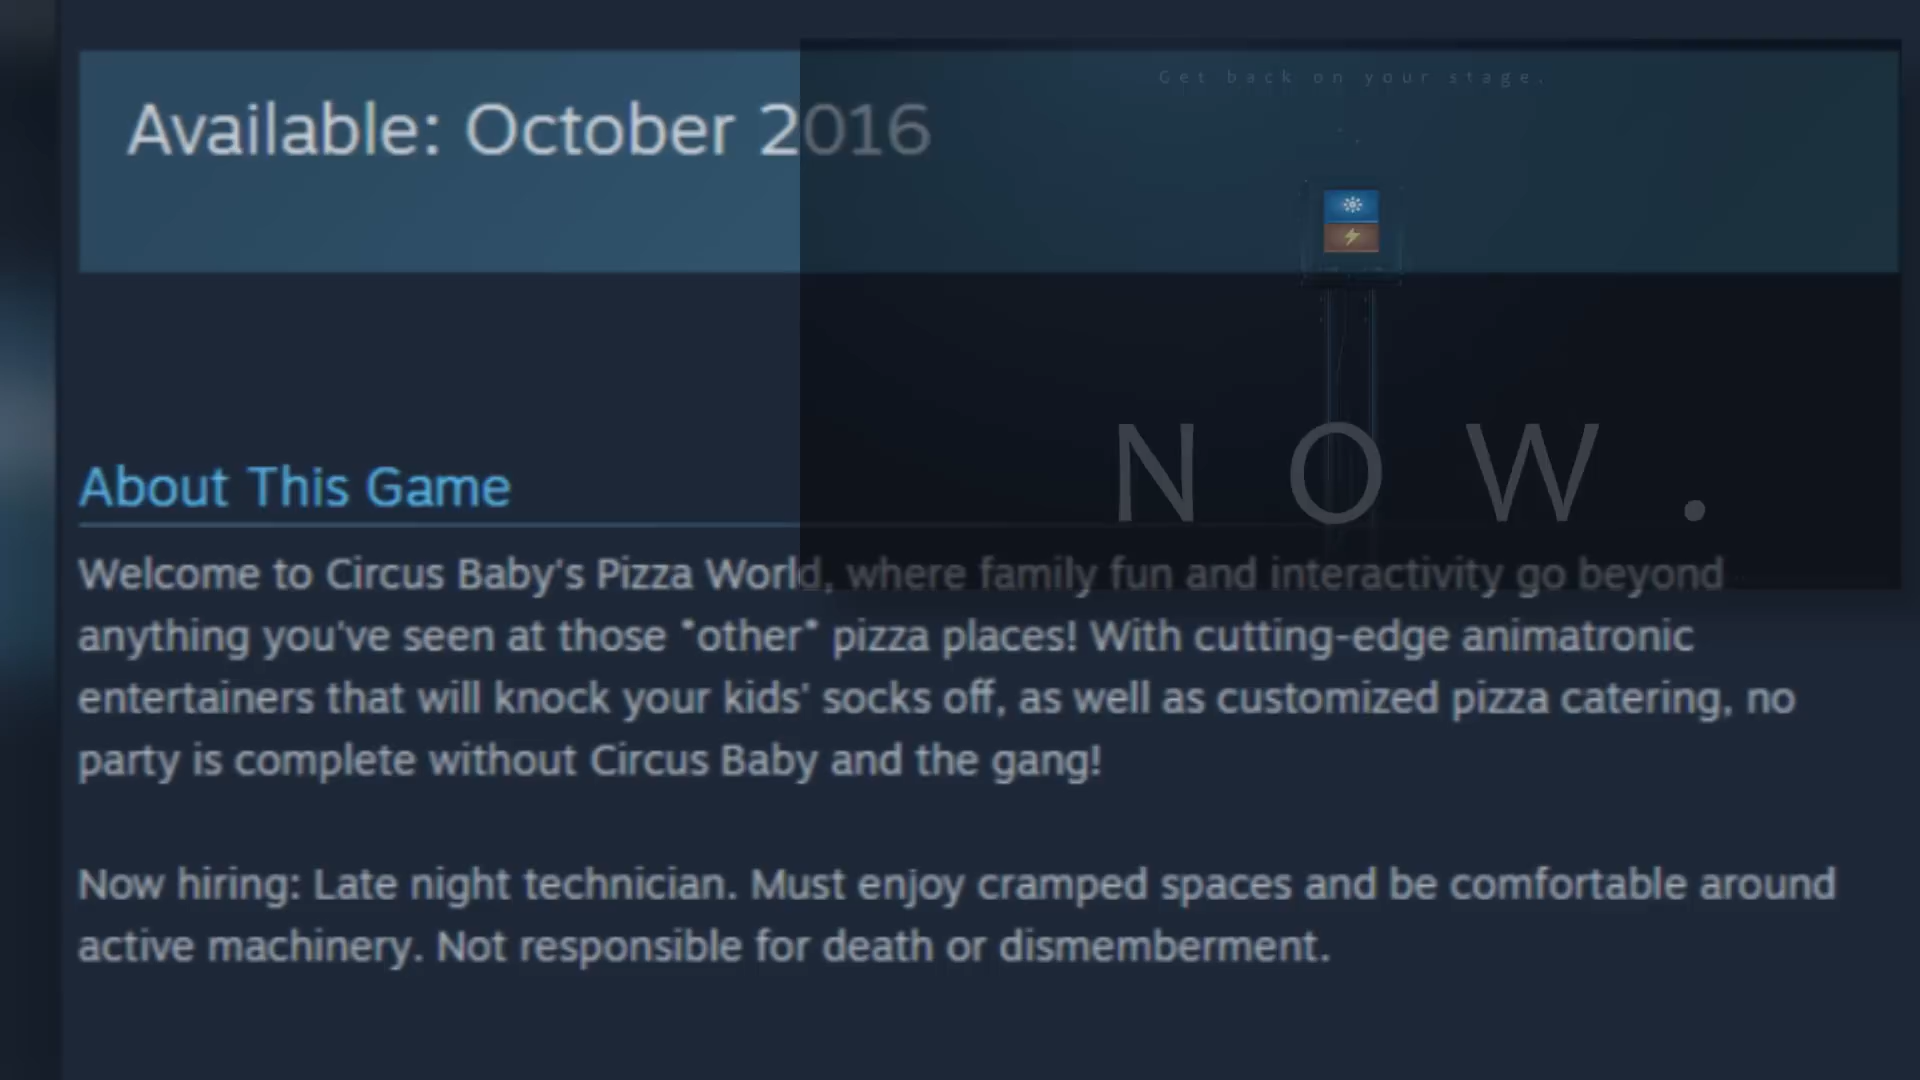 Get back on your stage.
Available: October 2016
N O W .
About This Game
Welcome to Circus Baby's Pizza World, where family fun and interactivity go beyond
anything you've seen at those *other* pizza places! With cutting-edge animatronic
entertainers that will knock your kids' socks off, as well as customized pizza catering, no
party is complete without Circus Baby and the gang!
Now hiring: Late night technician. Must enjoy cramped spaces and be comfortable around
active machinery. Not responsible for death or dismemberment.